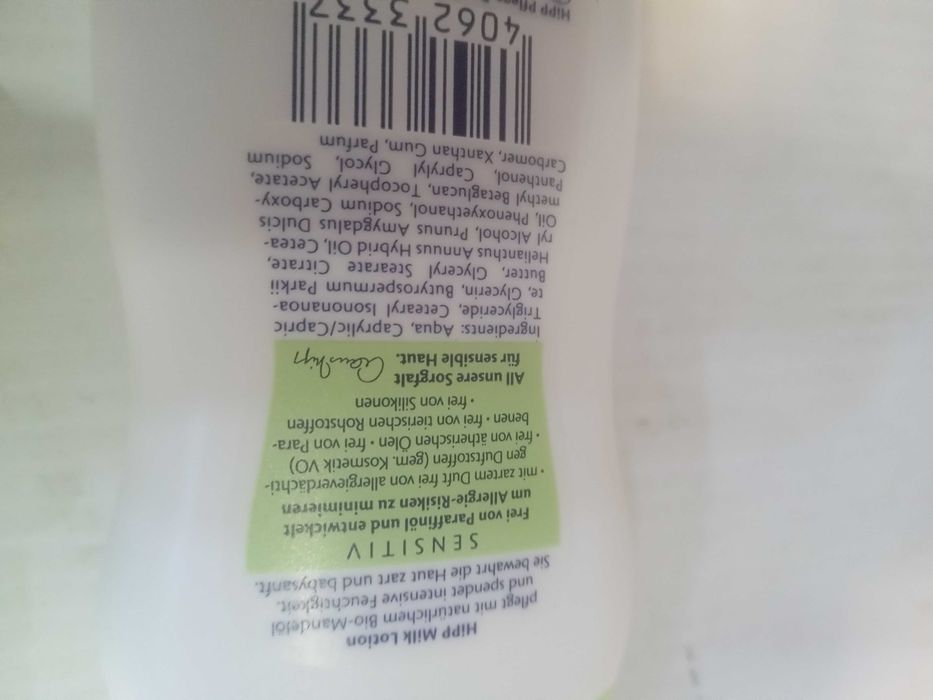 HiPP Milk Lotion
pflegt mit natürlichem Bio-Mandelöl
und spendet intensive Feuchtigkeit.
Sie bewahrt die Haut zart und babysanft.
SENSITIV
Frei von Paraffinöl und entwickelt
um Allergie-Risiken zu minimieren
• mit zartem Duft frei von allergieverdächti-
gen Duftstoffen (gem. Kosmetik VO)
• frei von ätherischen Ölen • frei von Para-
benen • frei von tierischen Rohstoffen
• frei von Silikonen
All unsere Sorgfalt
für sensible Haut.
Ingredients: Aqua, Caprylic/Capric
Triglyceride, Cetearyl Isononanoa-
te, Glycerin, Butyrospermum Parkii
Butter, Glyceryl Stearate Citrate,
Helianthus Annuus Hybrid Oil, Cetea-
ryl Alcohol, Prunus Amygdalus Dulcis
Oil, Phenoxyethanol, Sodium Carboxy-
methyl Betaglucan, Tocopheryl Acetate,
Panthenol, Caprylyl Glycol, Sodium
Carbomer, Xanthan Gum, Parfum
4062 3337
HiPP